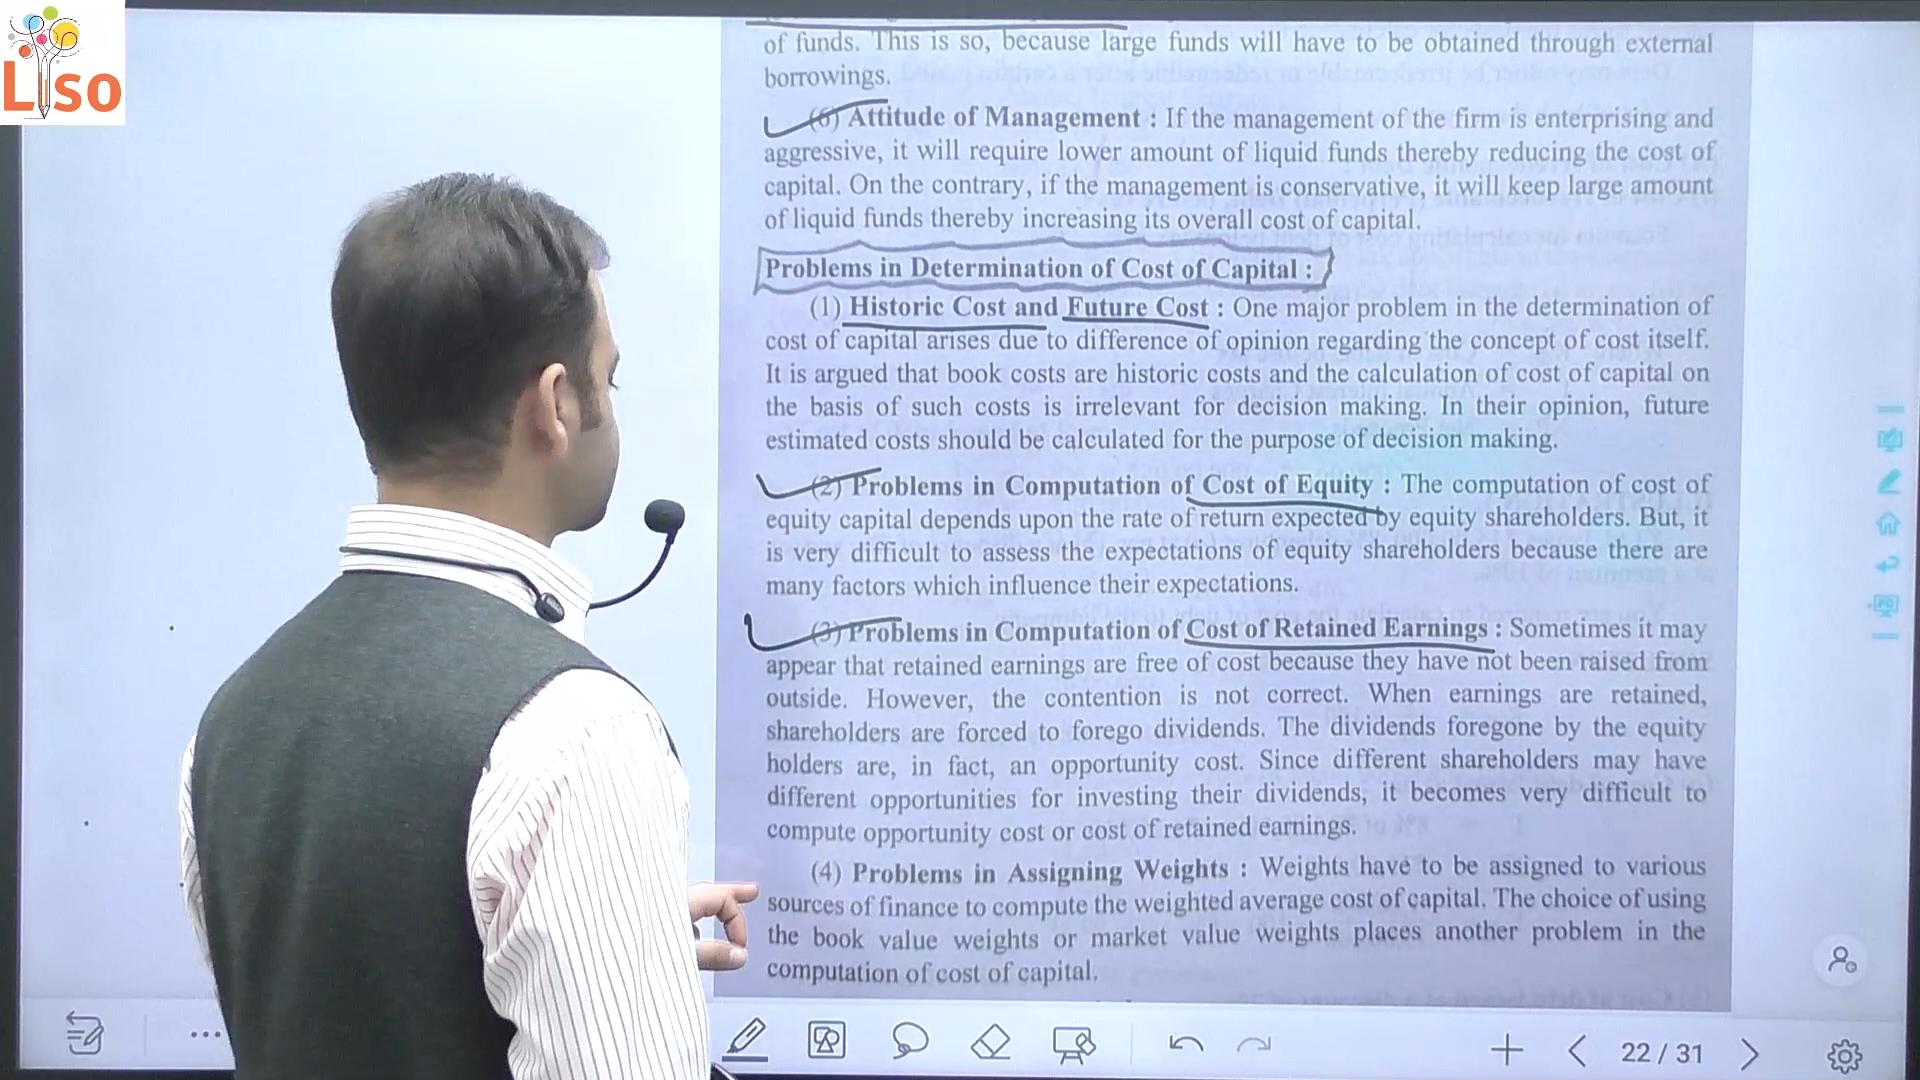 Liso
of funds. This is so, because large funds will have to be obtained through external
borrowings.
(6) Attitude of Management : If the management of the firm is enterprising and
aggressive, it will require lower amount of liquid funds thereby reducing the cost of
capital. On the contrary, if the management is conservative, it will keep large amount
of liquid funds thereby increasing its overall cost of capital.
Problems in Determination of Cost of Capital :
(1) Historic Cost and Future Cost : One major problem in the determination of
cost of capital arises due to difference of opinion regarding the concept of cost itself.
It is argued that book costs are historic costs and the calculation of cost of capital on
the basis of such costs is irrelevant for decision making. In their opinion, future
estimated costs should be calculated for the purpose of decision making.
(2) Problems in Computation of Cost of Equity : The computation of cost of
equity capital depends upon the rate of return expected by equity shareholders. But, it
is very difficult to assess the expectations of equity shareholders because there are
many factors which influence their expectations.
(3) Problems in Computation of Cost of Retained Earnings : Sometimes it may
appear that retained earnings are free of cost because they have not been raised from
outside. However, the contention is not correct. When earnings are retained,
shareholders are forced to forego dividends. The dividends foregone by the equity
holders are, in fact, an opportunity cost. Since different shareholders may have
different opportunities for investing their dividends, it becomes very difficult to
compute opportunity cost or cost of retained earnings.
(4) Problems in Assigning Weights : Weights have to be assigned to various
sources of finance to compute the weighted average cost of capital. The choice of using
the book value weights or market value weights places another problem in the
computation of cost of capital.
22 / 31